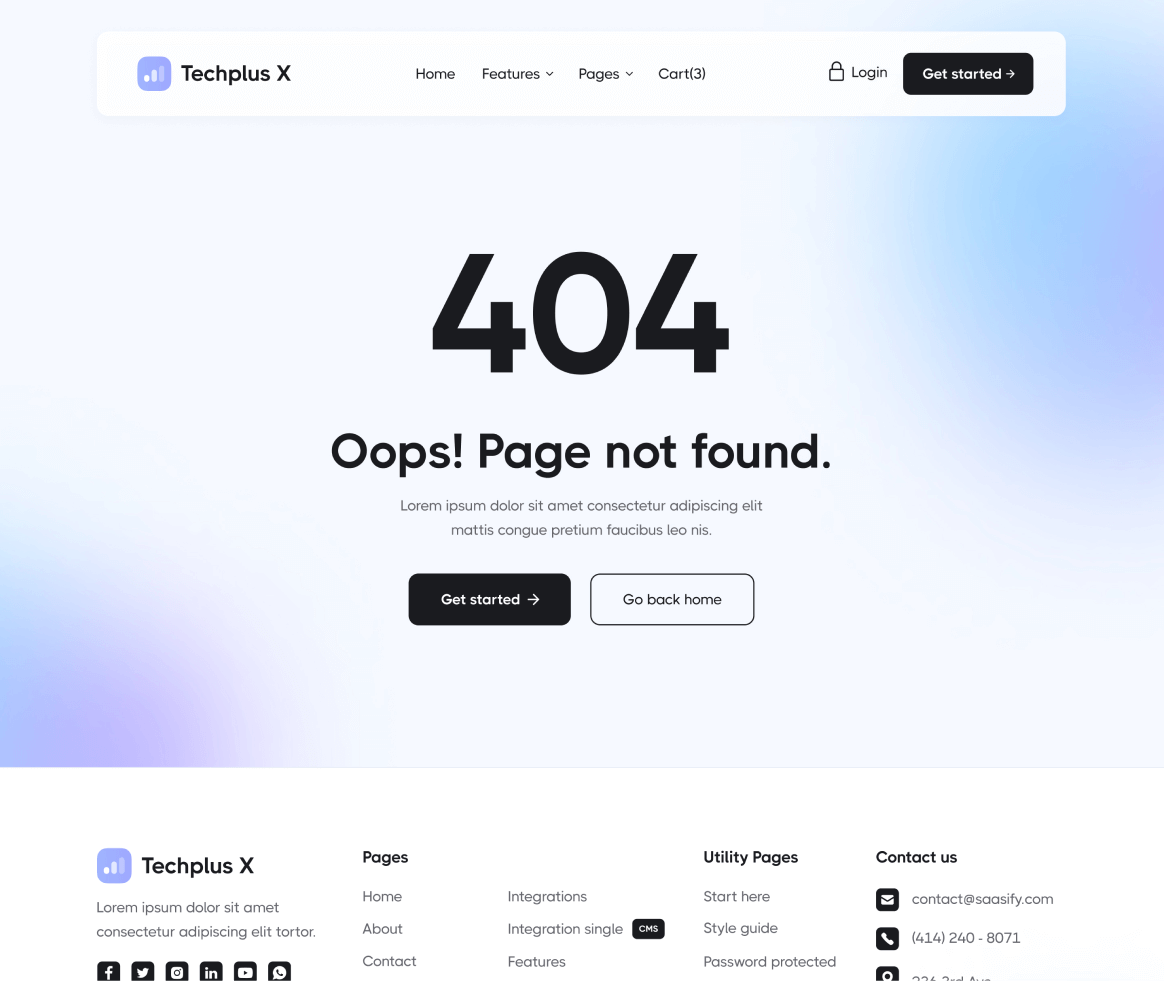 Techplus X
Home Features Pages Cart(3)
Login
Get started →
404
Oops! Page not found.
Lorem ipsum dolor sit amet consectetur adipiscing elit
mattis congue pretium faucibus leo nis.
Get started →
Go back home
Techplus X
Lorem ipsum dolor sit amet
consectetur adipiscing elit tortor.
Pages
Home
About
Contact
Integrations
Integration single CMS
Features
Utility Pages
Start here
Style guide
Password protected
Contact us
contact@saasify.com
(414) 240 - 8071